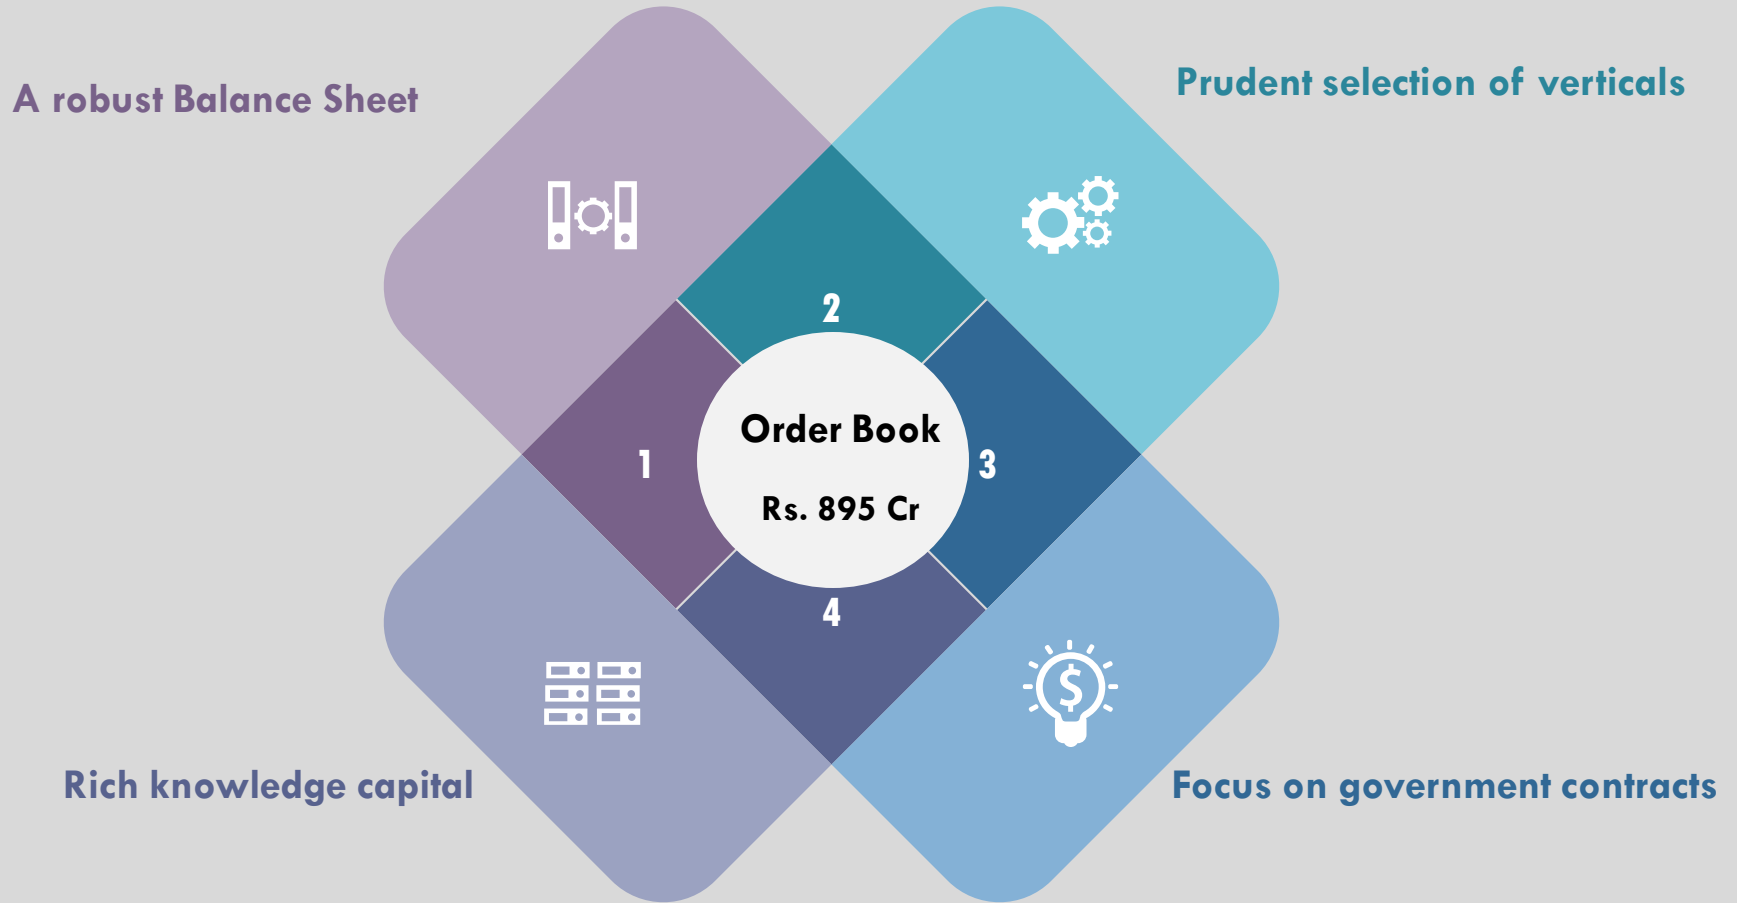 A robust Balance Sheet
Prudent selection of verticals
2
1
Order Book
Rs. 895 Cr
3
4
Rich knowledge capital
Focus on government contracts